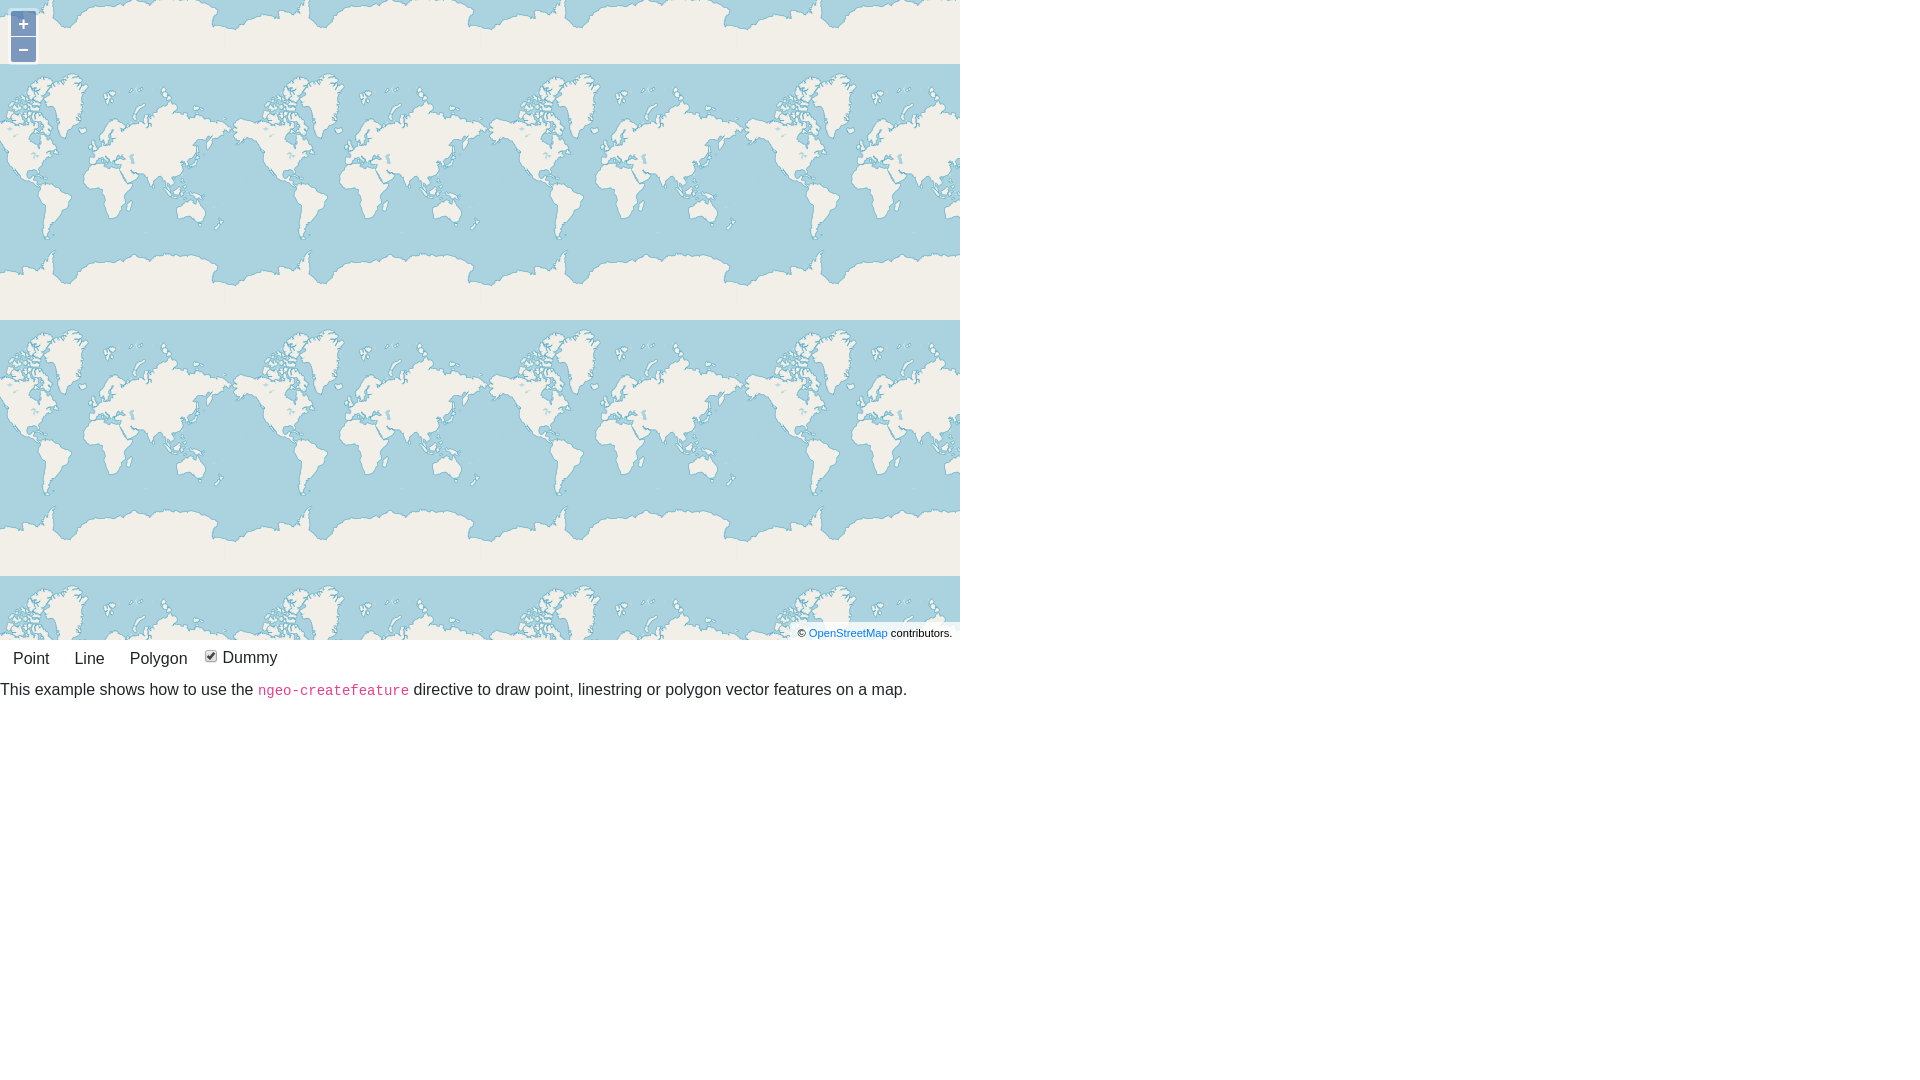 +
−
© OpenStreetMap contributors.
Point Line Polygon Dummy
This example shows how to use the ngeo-createfeature directive to draw point, linestring or polygon vector features on a map.